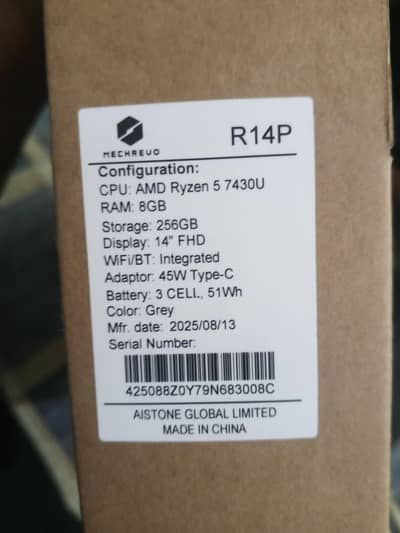 MECHREVO
R14P
Configuration:
CPU: AMD Ryzen 5 7430U
RAM: 8GB
Storage: 256GB
Display: 14" FHD
WiFi/BT: Integrated
Adaptor: 45W Type-C
Battery: 3 CELL, 51Wh
Color: Grey
Mfr. date: 2025/08/13
Serial Number:
425088Z0Y79N683008C
AISTONE GLOBAL LIMITED
MADE IN CHINA